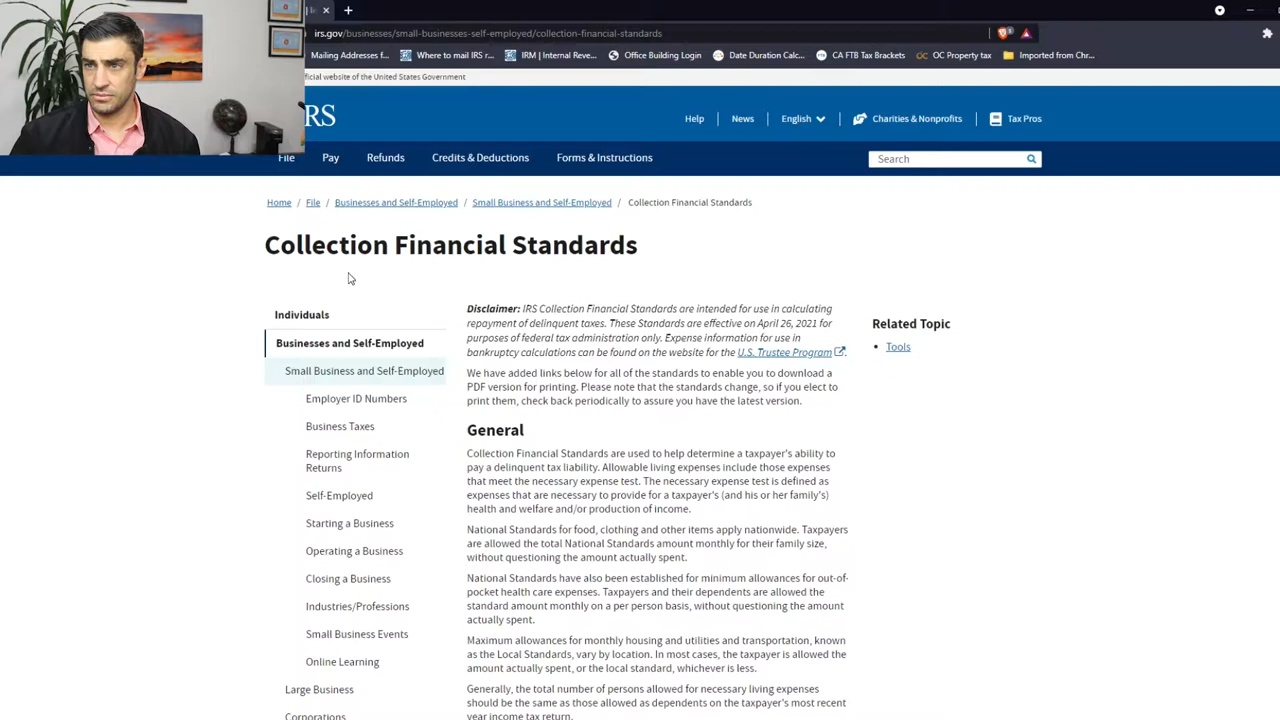 irs.gov/businesses/small-businesses-self-employed/collection-financial-standards
Mailing Addresses f... Where to mail IRS r... IRM | Internal Reve... Office Building Login Date Duration Calc... CA FTB Tax Brackets OC Property tax Imported from Chr...
ficial website of the United States Government
RS
Help News English Charities & Nonprofits Tax Pros
File Pay Refunds Credits & Deductions Forms & Instructions Search
Home / File / Businesses and Self-Employed / Small Business and Self-Employed / Collection Financial Standards
Collection Financial Standards
Individuals
Businesses and Self-Employed
Small Business and Self-Employed
Employer ID Numbers
Business Taxes
Reporting Information
Returns
Self-Employed
Starting a Business
Operating a Business
Closing a Business
Industries/Professions
Small Business Events
Online Learning
Large Business
Corporations
Disclaimer: IRS Collection Financial Standards are intended for use in calculating
repayment of delinquent taxes. These Standards are effective on April 26, 2021 for
purposes of federal tax administration only. Expense information for use in
bankruptcy calculations can be found on the website for the U.S. Trustee Program.
We have added links below for all of the standards to enable you to download a
PDF version for printing. Please note that the standards change, so if you elect to
print them, check back periodically to assure you have the latest version.
General
Collection Financial Standards are used to help determine a taxpayer's ability to
pay a delinquent tax liability. Allowable living expenses include those expenses
that meet the necessary expense test. The necessary expense test is defined as
expenses that are necessary to provide for a taxpayer's (and his or her family's)
health and welfare and/or production of income.
National Standards for food, clothing and other items apply nationwide. Taxpayers
are allowed the total National Standards amount monthly for their family size,
without questioning the amount actually spent.
National Standards have also been established for minimum allowances for out-of-
pocket health care expenses. Taxpayers and their dependents are allowed the
standard amount monthly on a per person basis, without questioning the amount
actually spent.
Maximum allowances for monthly housing and utilities and transportation, known
as the Local Standards, vary by location. In most cases, the taxpayer is allowed the
amount actually spent, or the local standard, whichever is less.
Generally, the total number of persons allowed for necessary living expenses
should be the same as those allowed as dependents on the taxpayer's most recent
year income tax return.
Related Topic
Tools